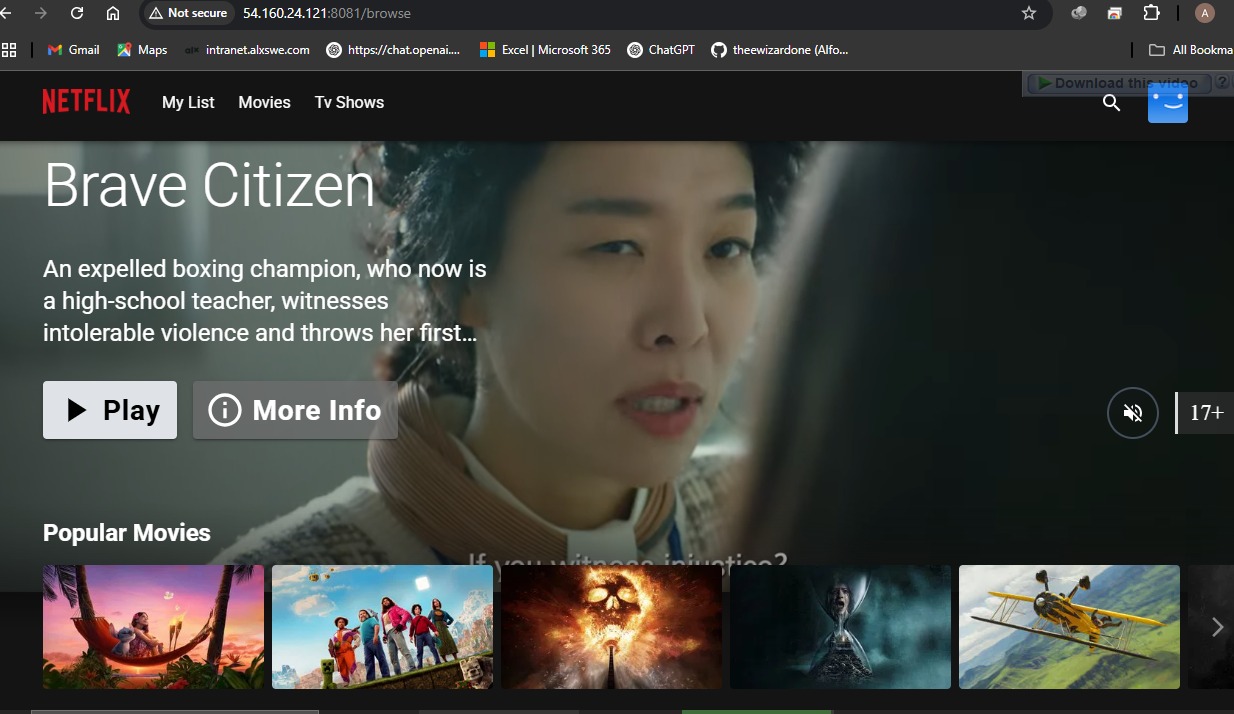 Not secure
54.160.24.121:8081/browse
A
Gmail
Maps
alx
intranet.alxswe.com
https://chat.openai....
Excel | Microsoft 365
ChatGPT
theewizardone (Alfo...
All Bookma
NETFLIX
My List
Movies
Tv Shows
Download this video
?
Brave Citizen
An expelled boxing champion, who now is
a high-school teacher, witnesses
intolerable violence and throws her first...
Play
More Info
17+
If you witness injustice?
Popular Movies